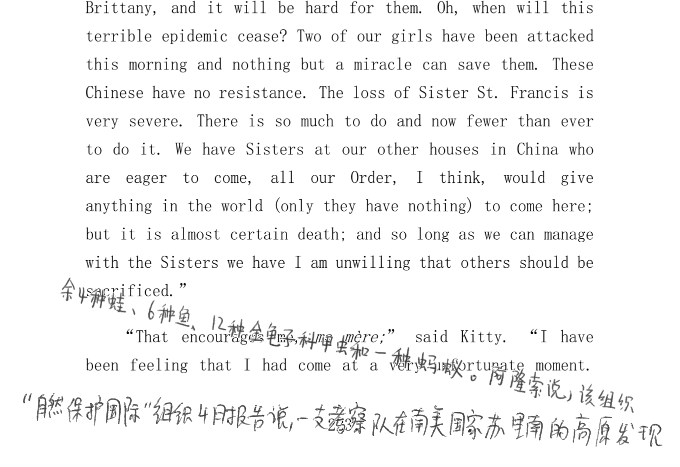 Brittany, and it will be hard for them. Oh, when will this
terrible epidemic cease? Two of our girls have been attacked
this morning and nothing but a miracle can save them. These
Chinese have no resistance. The loss of Sister St. Francis is
very severe. There is so much to do and now fewer than ever
to do it. We have Sisters at our other houses in China who
are eager to come, all our Order, I think, would give
anything in the world (only they have nothing) to come here;
but it is almost certain death; and so long as we can manage
with the Sisters we have I am unwilling that others should be
sacrificed.”
余4种蛙、6种鱼、12种金龟子科甲虫和一种蚂蚁。阿隆索说,该组织
“That encourages me, ma mère;” said Kitty. “I have
been feeling that I had come at a very unfortunate moment.
“自然保护国际”组织4月报告说,一支考察队在南美国家苏里南的高原发现